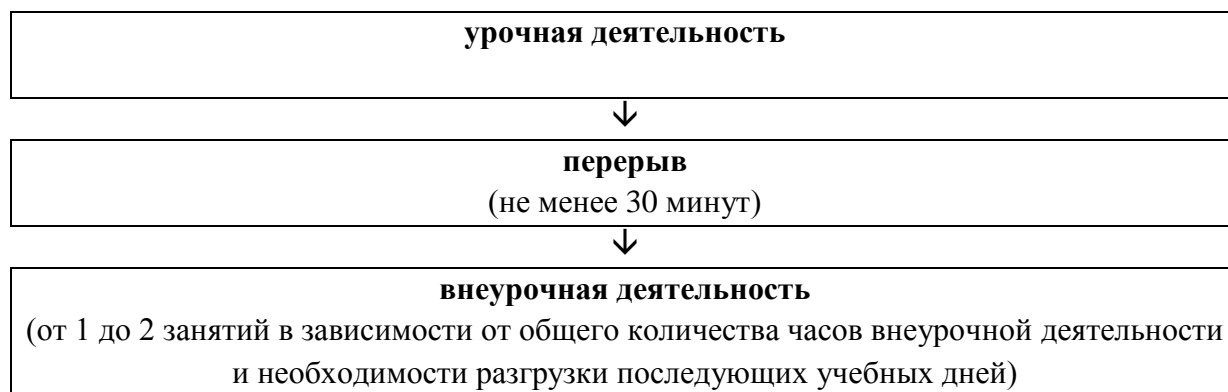 урочная деятельность
перерыв
(не менее 30 минут)
внеурочная деятельность
(от 1 до 2 занятий в зависимости от общего количества часов внеурочной деятельности
и необходимости разгрузки последующих учебных дней)